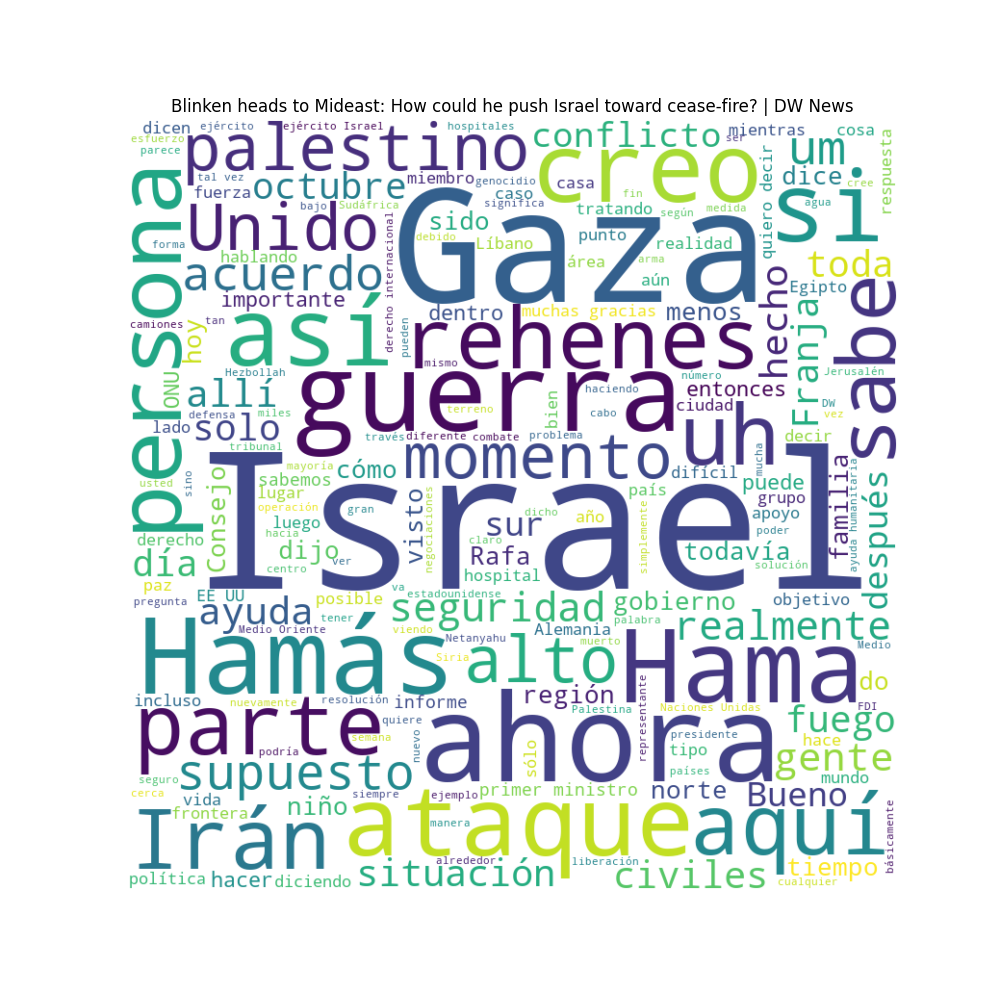 Blinken heads to Mideast: How could he push Israel toward cease-fire? | DW News
dicen
ejército
ejército Israel
hospitales
mientras
cosa
esfuerzo
parece
palestino
conflicto
ser
um
respuesta
persona
tal vez
miembro
genocidio
creo
casa
quiero decir
dice
cree
si
fuerza
octubre
caso
significa
fin
bajo
Sudáfrica
Gaza
sido
tratando
según
medida
agua
Unido
debido
Líbano
punto
realidad
forma
hablando
derecho internacional
área
arma
toda
acuerdo
aún
hecho
Egipto
sabe
importante
dentro
muchas gracias
menos
Franja
camiones
tan
hoy
así
pueden
rehenes
mismo
Hezbollah
número
Jerusalén
ONU
allí
guerra
haciendo
entonces
defensa
miles
terreno
bien
cabo
ciudad
DW
vez
lado
solo
través
diferente
combate
problema
uh
decir
tribunal
momento
mucha
usted
sino
mayoría
cómo
difícil
puede
familia
ayuda humanitaria
Consejo
sabemos
lugar
operación
Israel
visto
negociaciones
país
grupo
después
gran
dicho
sur
año
simplemente
apoyo
poder
derecho
luego
hacia
dijo
ver
claro
Rafa
todavía
solución
día
centro
hospital
paz
EE UU
posible
va
estadounidense
pregunta
ayuda
tener
seguridad
gobierno
objetivo
Medio Oriente
viendo
Netanyahu
Alemania
palabra
realmente
Medio
Hamás
Siria
alto
muerto
Hama
do
incluso
nuevamente
resolución
informe
región
Palestina
representante
Naciones Unidas
FDI
parte
quiere
ahora
presidente
hace
fuego
podría
nuevo
semana
sólo
tipo
gente
seguro
supuesto
países
mundo
cerca
vida
siempre
ejemplo
primer ministro
norte
Bueno
frontera
niño
Irán
ataque
manera
aquí
básicamente
alrededor
liberación
tiempo
política
hacer
diciendo
situación
civiles
cualquier